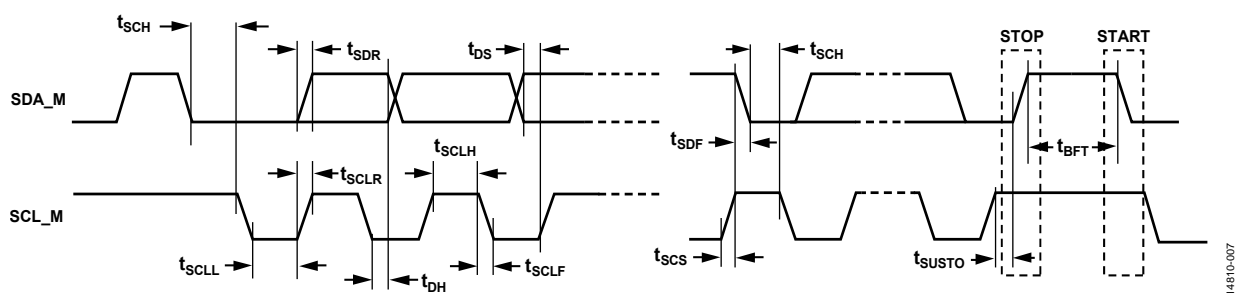 STOP
START
tSCH
tSDR
tDS
tSCH
SDA_M
tSDF
tBFT
tSCLH
tSCLR
SCL_M
tSCLL
tDH
tSCLF
tSCS
tSUSTO
14810-007